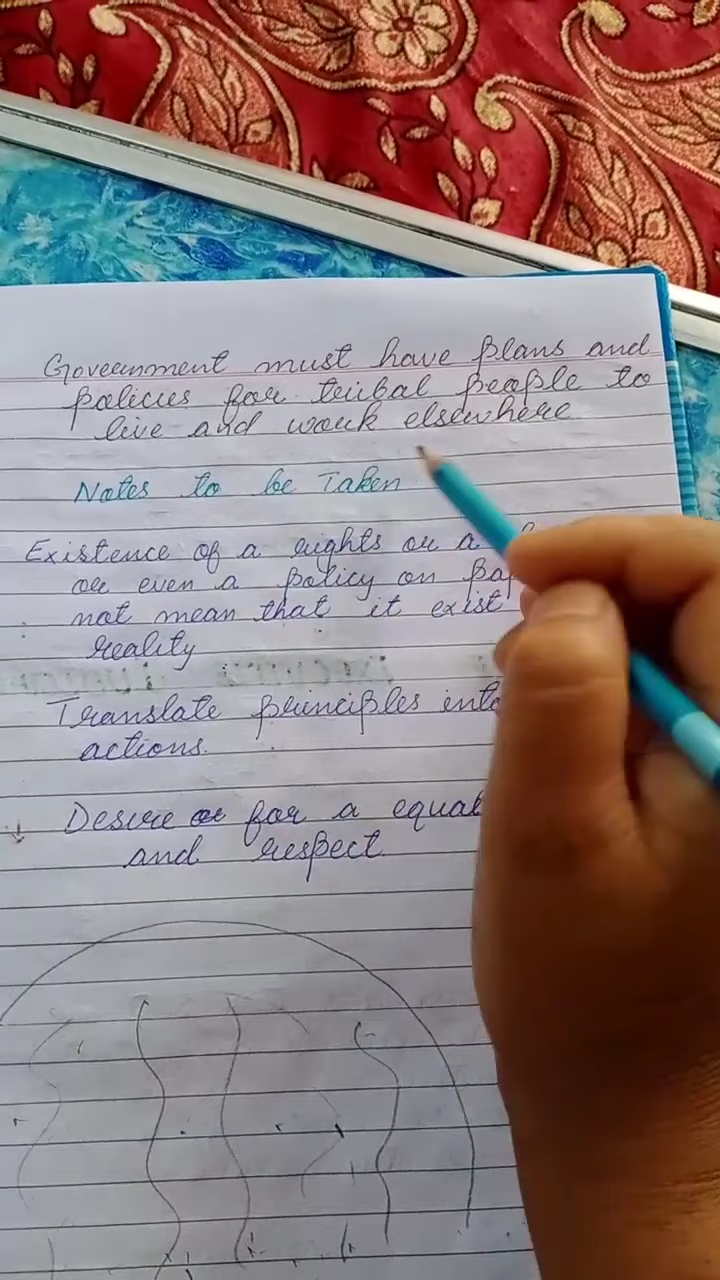 Government must have plans and
policies for tribal people to
live and work elsewhere
Notes to be Taken
Existence of a rights or a
or even a policy on
not mean that it exist
reality
Translate principles into
actions.
Desire for a equal
and respect.